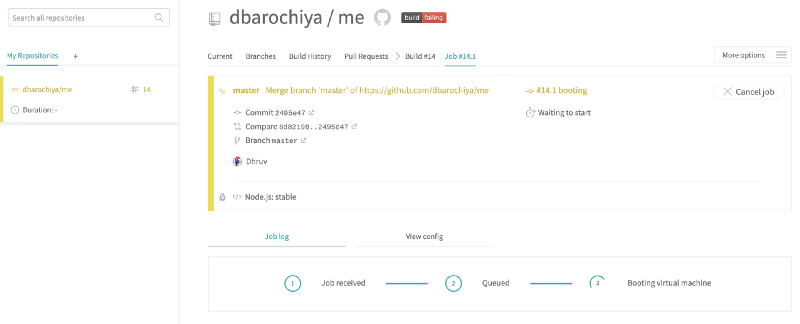 Search all repositories
dbarochiya / me
build failing
My Repositories +
Current Branches Build History Pull Requests Build #14 Job #14.1
More options
dbarochiya/me # 14
Duration: -
master Merge branch 'master' of https://github.com/dbarochiya/me
#14.1 booting
Cancel job
Commit 2495e47
Waiting to start
Compare 8d82198..2495e47
Branch master
Dhruv
</> Node.js: stable
Job log View config
1 Job received 2 Queued 3 Booting virtual machine